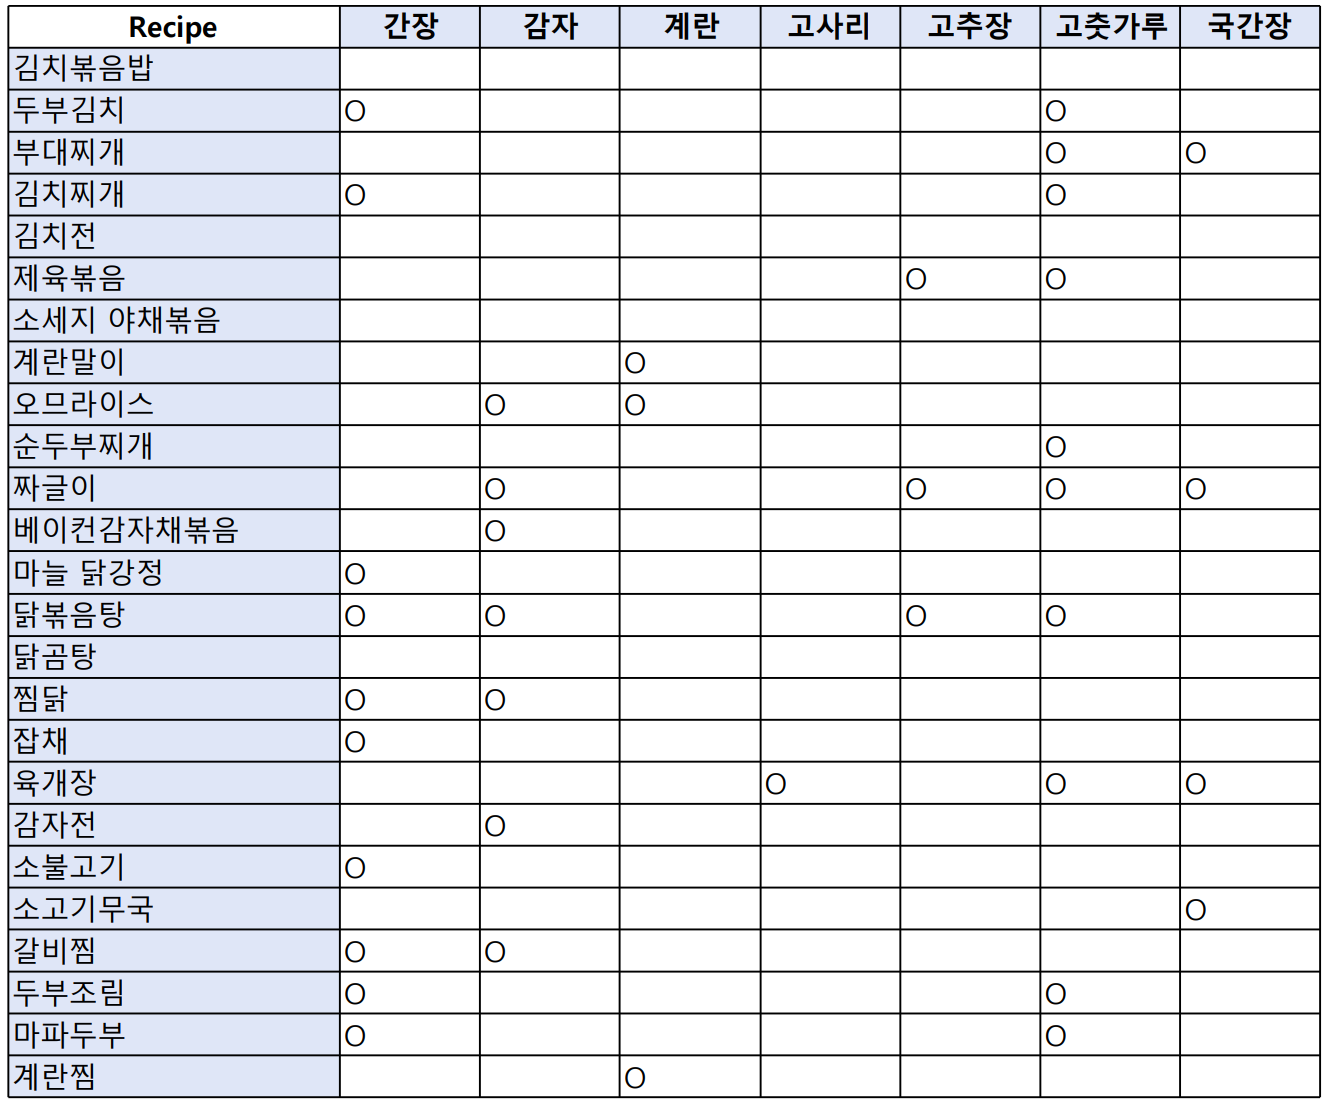 Recipe 간장 감자 계란 고사리 고추장 고춧가루 국간장
김치볶음밥
두부김치 O O
부대찌개 O O
김치찌개 O O
김치전
제육볶음 O O
소세지 야채볶음
계란말이 O
오므라이스 O O
순두부찌개 O
짜글이 O O O O
베이컨감자채볶음 O
마늘 닭강정 O
닭볶음탕 O O O O
닭곰탕
찜닭 O O
잡채 O
육개장 O O O
감자전 O
소불고기 O
소고기무국 O
갈비찜 O O
두부조림 O O
마파두부 O O
계란찜 O